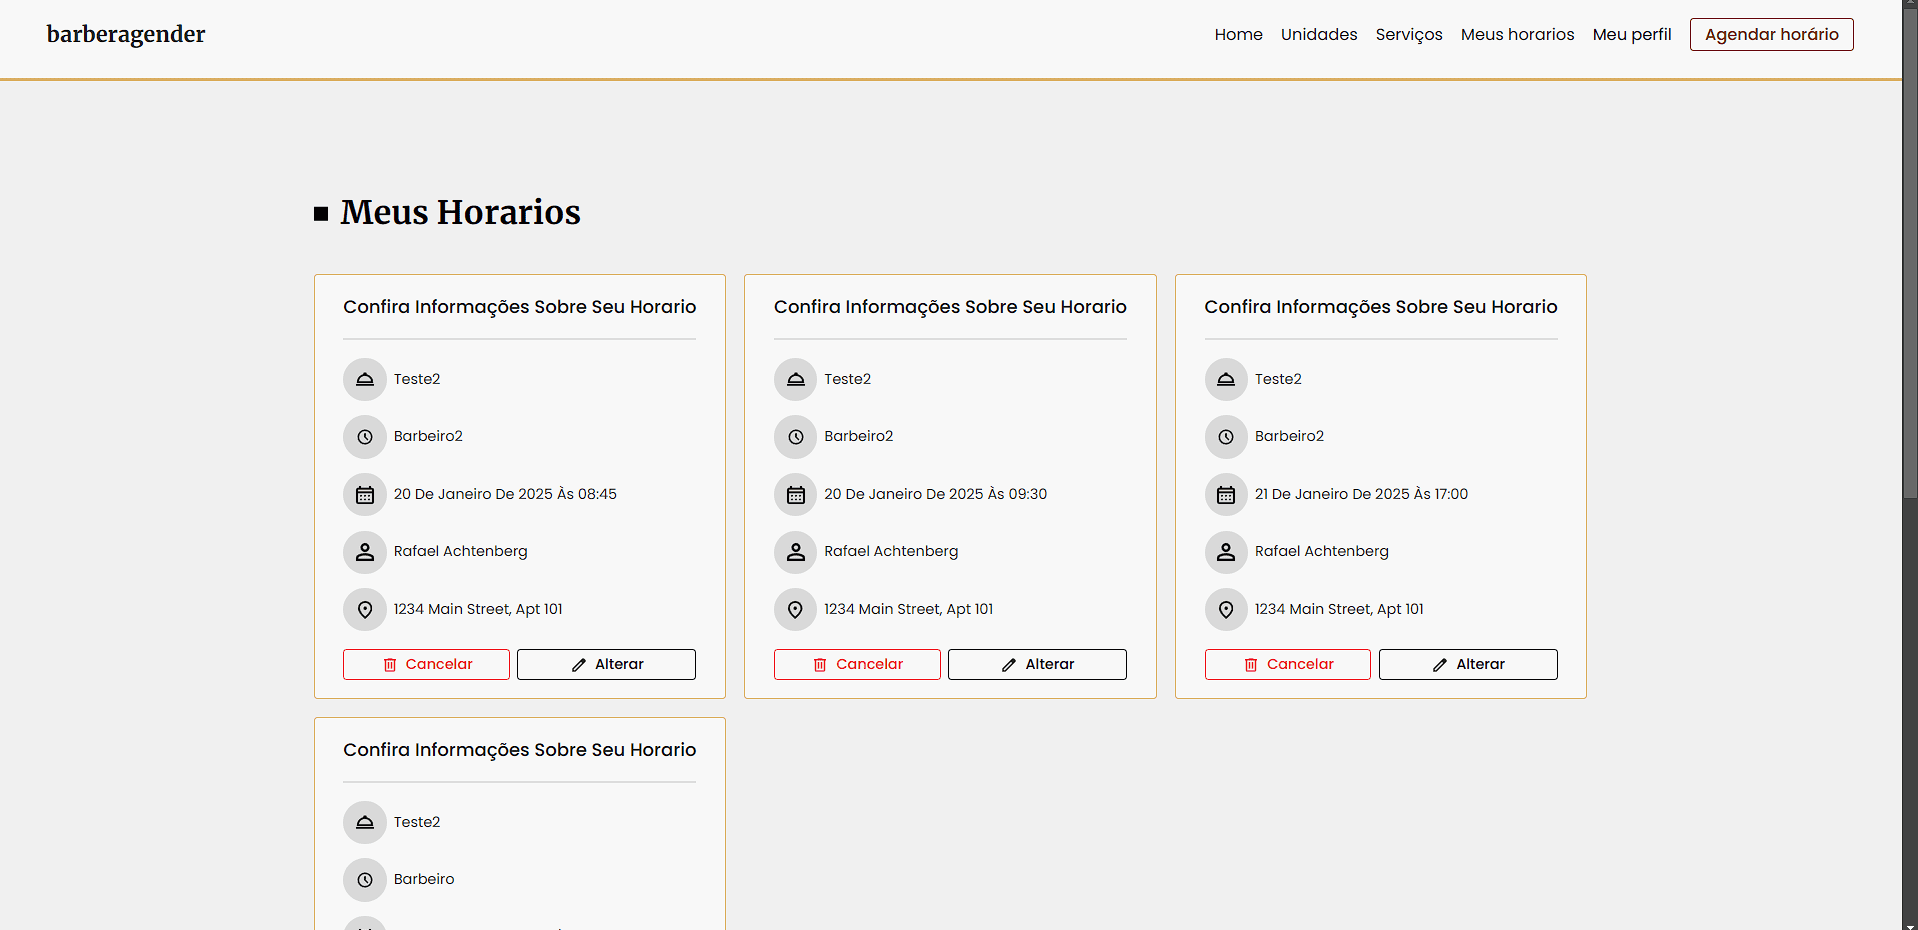 barberagender
Home Unidades Serviços Meus horarios Meu perfil Agendar horário
Meus Horarios
Confira Informações Sobre Seu Horario
Teste2
Barbeiro2
20 De Janeiro De 2025 Às 08:45
Rafael Achtenberg
1234 Main Street, Apt 101
Cancelar Alterar
Confira Informações Sobre Seu Horario
Teste2
Barbeiro2
20 De Janeiro De 2025 Às 09:30
Rafael Achtenberg
1234 Main Street, Apt 101
Cancelar Alterar
Confira Informações Sobre Seu Horario
Teste2
Barbeiro2
21 De Janeiro De 2025 Às 17:00
Rafael Achtenberg
1234 Main Street, Apt 101
Cancelar Alterar
Confira Informações Sobre Seu Horario
Teste2
Barbeiro